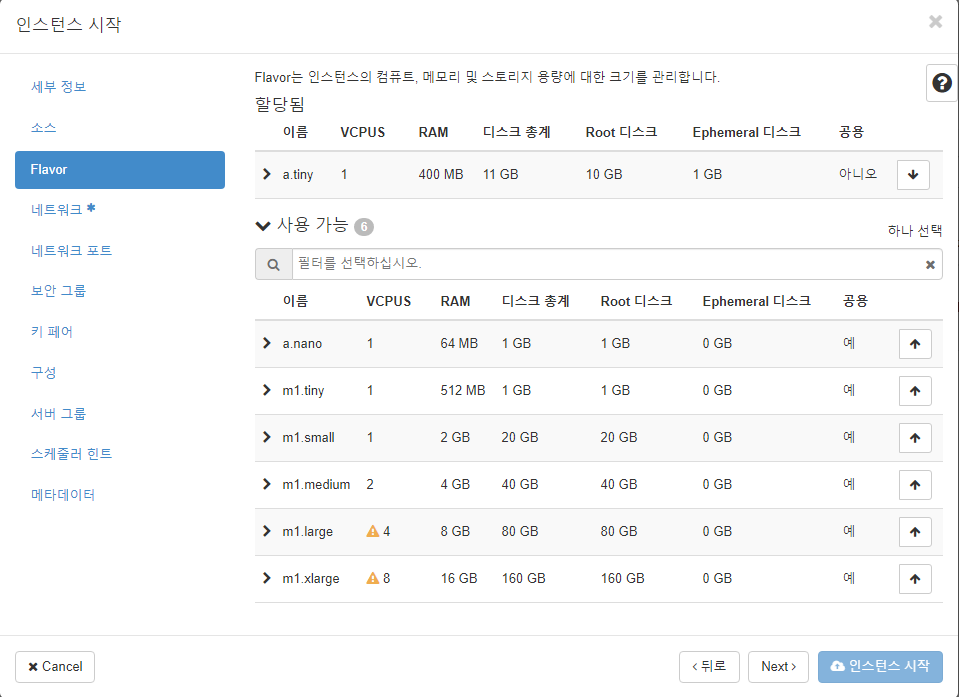 인스턴스 시작
세부 정보
소스
Flavor
네트워크 *
네트워크 포트
보안 그룹
키 페어
구성
서버 그룹
스케줄러 힌트
메타데이터
Flavor는 인스턴스의 컴퓨트, 메모리 및 스토리지 용량에 대한 크기를 관리합니다.
할당됨
이름 VCPUS RAM 디스크 총계 Root 디스크 Ephemeral 디스크 공용
a.tiny 1 400 MB 11 GB 10 GB 1 GB 아니오
사용 가능 6
하나 선택
필터를 선택하십시오.
이름 VCPUS RAM 디스크 총계 Root 디스크 Ephemeral 디스크 공용
a.nano 1 64 MB 1 GB 1 GB 0 GB 예
m1.tiny 1 512 MB 1 GB 1 GB 0 GB 예
m1.small 1 2 GB 20 GB 20 GB 0 GB 예
m1.medium 2 4 GB 40 GB 40 GB 0 GB 예
m1.large 4 8 GB 80 GB 80 GB 0 GB 예
m1.xlarge 8 16 GB 160 GB 160 GB 0 GB 예
Cancel
‹ 뒤로
Next ›
인스턴스 시작